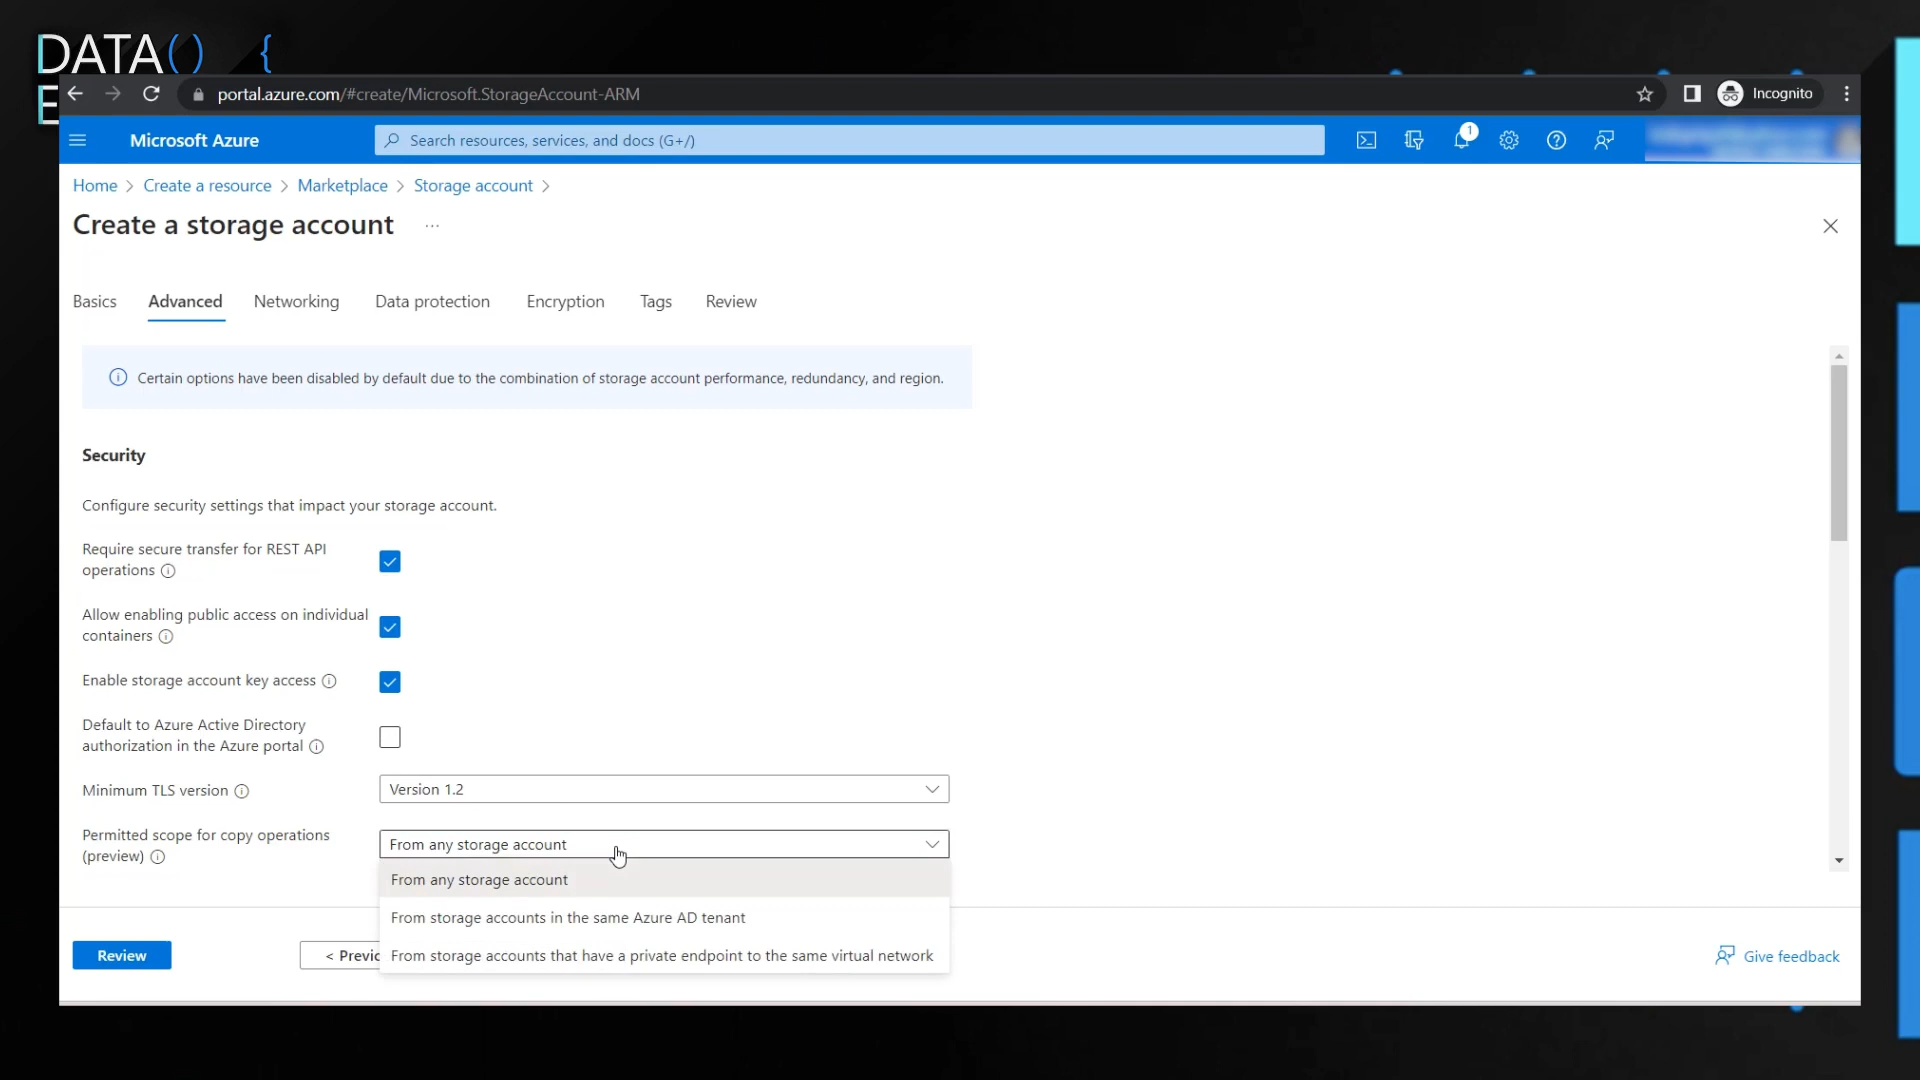 DATA() {
E
portal.azure.com/#create/Microsoft.StorageAccount-ARM
Incognito
Microsoft Azure
Search resources, services, and docs (G+/)
1
Home > Create a resource > Marketplace > Storage account >
Create a storage account ...
Basics
Advanced
Networking
Data protection
Encryption
Tags
Review
Certain options have been disabled by default due to the combination of storage account performance, redundancy, and region.
Security
Configure security settings that impact your storage account.
Require secure transfer for REST API
operations
Allow enabling public access on individual
containers
Enable storage account key access
Default to Azure Active Directory
authorization in the Azure portal
Minimum TLS version
Version 1.2
Permitted scope for copy operations
(preview)
From any storage account
From any storage account
From storage accounts in the same Azure AD tenant
From storage accounts that have a private endpoint to the same virtual network
Review
< Previo
Give feedback